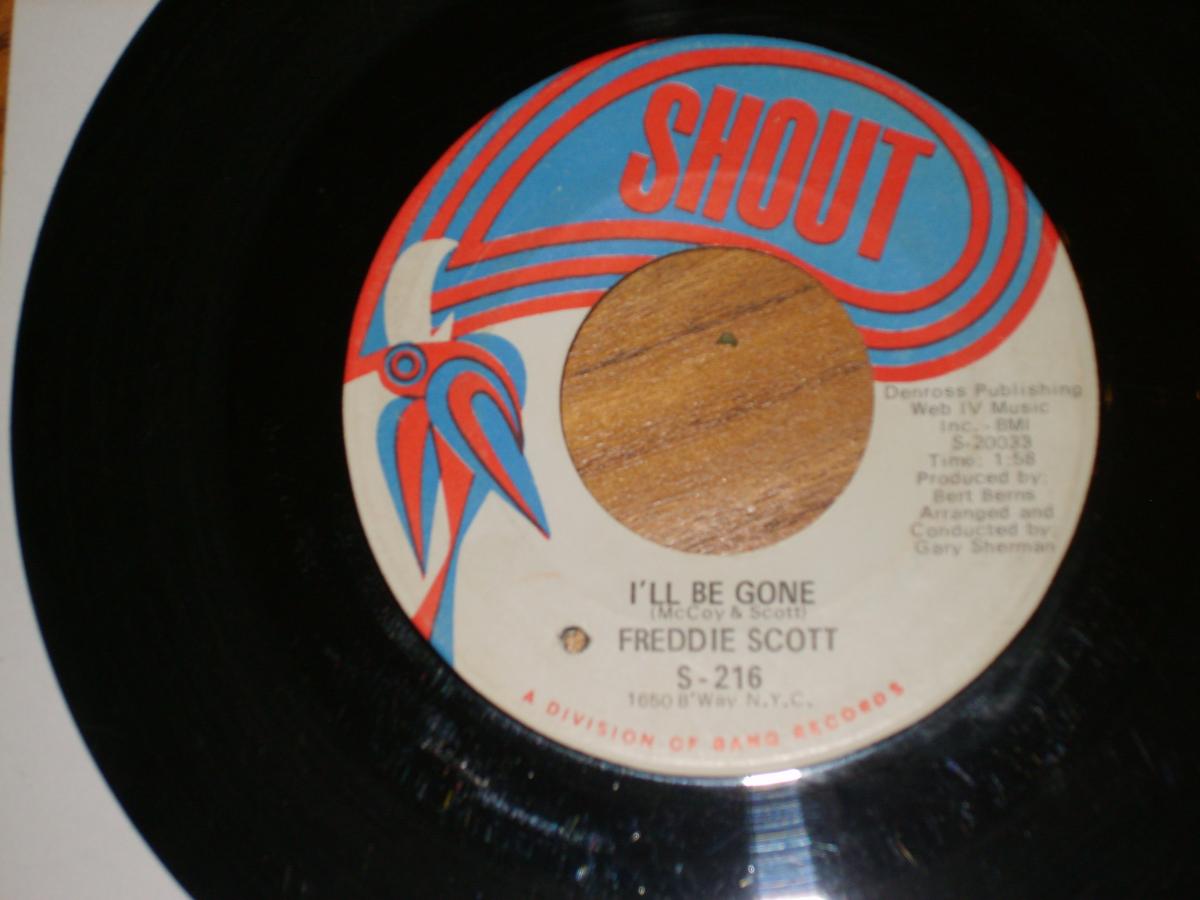 SHOUT
Denross Publishing
Web IV Music
Inc. - BMI
S-20033
Time: 1:58
Produced by:
Bert Berns
Arranged and
Conducted by:
Gary Sherman
I'LL BE GONE
(McCoy & Scott)
FREDDIE SCOTT
S-216
1650 B'Way N.Y.C.
A DIVISION OF BANG RECORDS